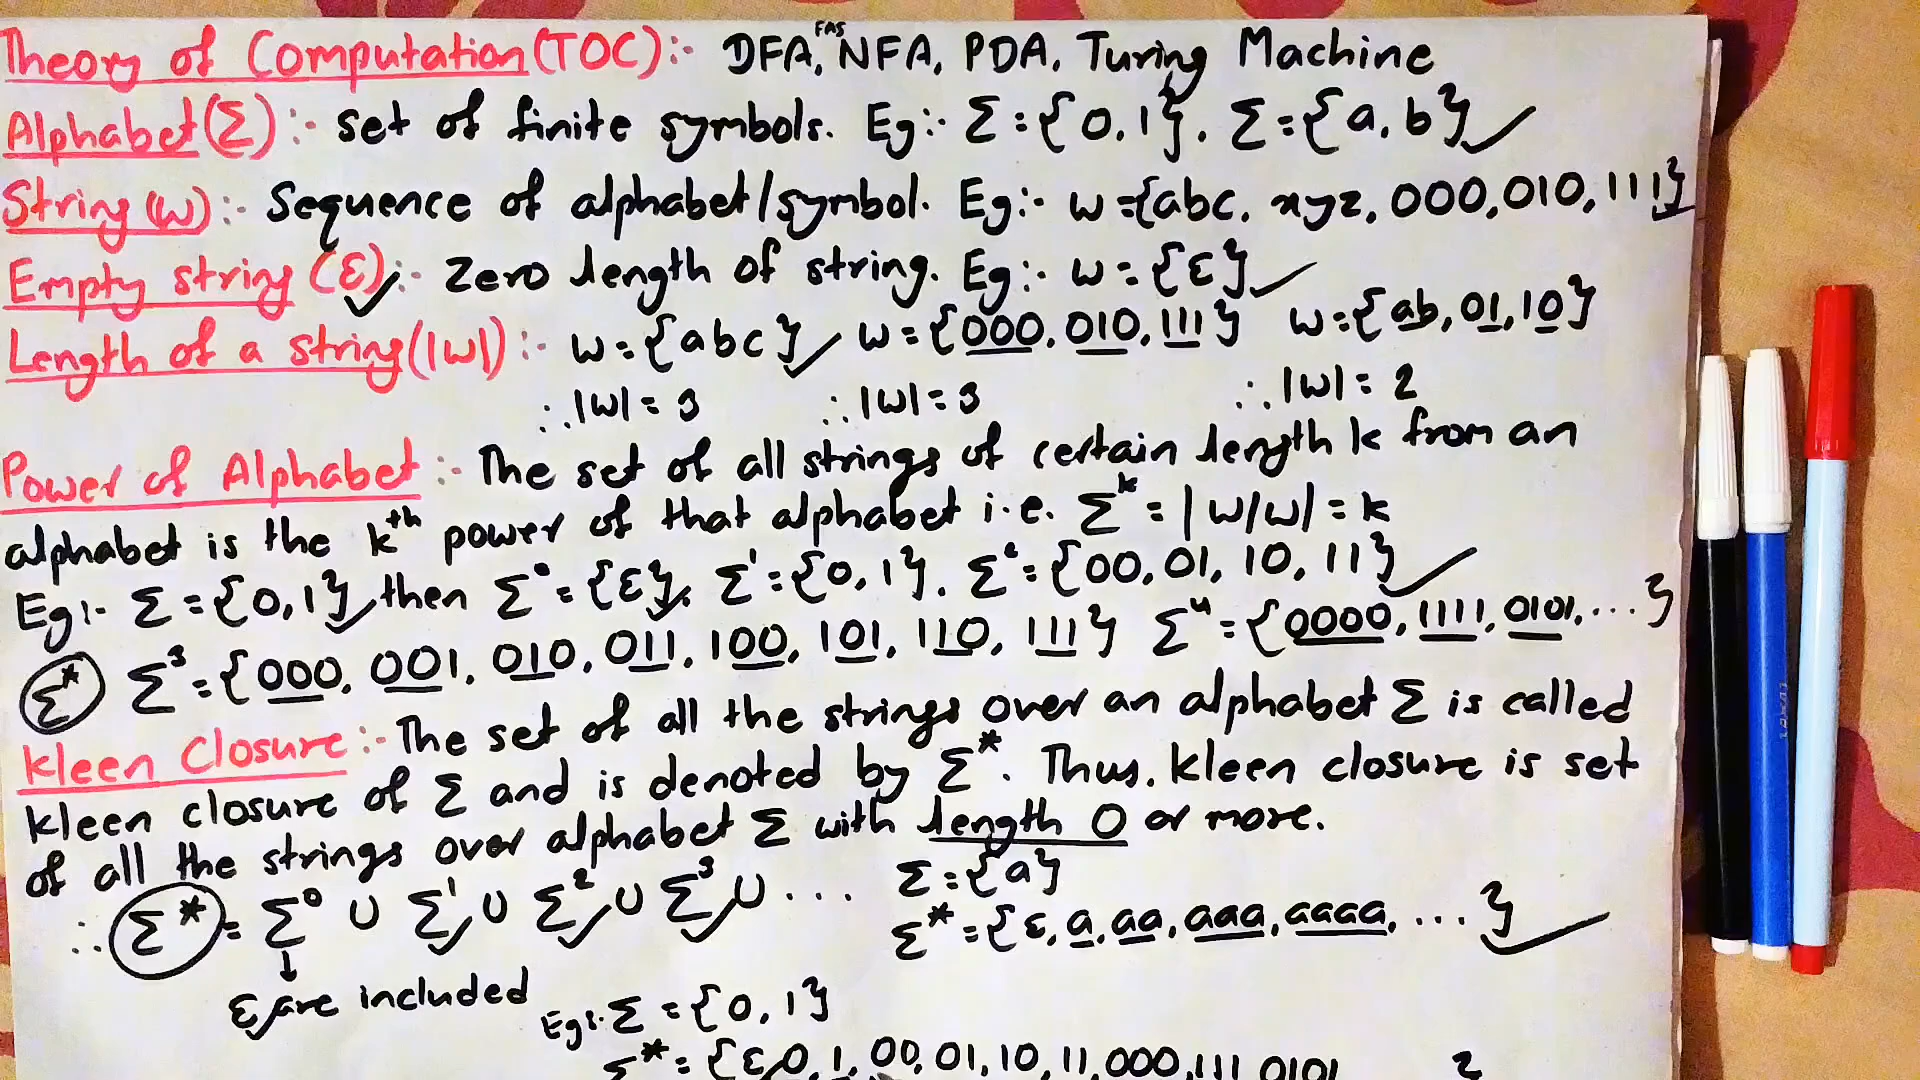 Theory of Computation (TOC) :- DFA, FAS NFA, PDA, Turing Machine
Alphabet (Σ) :- set of finite symbols. Eg:- Σ = {0, 1}, Σ = {a, b}
String (w) :- Sequence of alphabet/symbol. Eg:- w = {abc, xyz, 000, 010, 111}
Empty string (ε) :- Zero length of string. Eg:- w = {ε}
Length of a string (|w|) :- w = {abc} w = {000, 010, 111} w = {ab, 01, 10}
∴ |w| = 3 ∴ |w| = 3 ∴ |w| = 2
Power of Alphabet :- The set of all strings of certain length k from an
alphabet is the kᵗʰ power of that alphabet i.e. Σᵏ = |w/w| = k
Eg:- Σ = {0, 1}, then Σ⁰ = {ε}, Σ¹ = {0, 1}, Σ² = {00, 01, 10, 11}
Σ* Σ³ = {000, 001, 010, 011, 100, 101, 110, 111} Σ⁴ = {0000, 1111, 0101, ... }
Kleen Closure :- The set of all the strings over an alphabet Σ is called
kleen closure of Σ and is denoted by Σ*. Thus, kleen closure is set
of all the strings over alphabet Σ with length 0 or more.
∴ Σ* = Σ⁰ ∪ Σ¹ ∪ Σ² ∪ Σ³ ∪ ... Σ = {a}
Σ* = {ε, a, aa, aaa, aaaa, ... }
↓
ε are included
Eg:- Σ = {0, 1}
Σ* = {ε, 0, 1, 00, 01, 10, 11, 000, 111, 0101 }